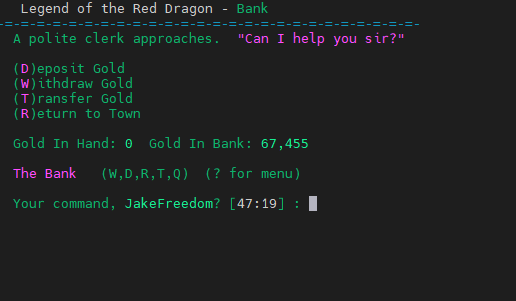 Legend of the Red Dragon - Bank
-=-=-=-=-=-=-=-=-=-=-=-=-=-=-=-=-=-=-=-=-=-=-=-=-=-
A polite clerk approaches.  "Can I help you sir?"
(D)eposit Gold
(W)ithdraw Gold
(T)ransfer Gold
(R)eturn to Town
Gold In Hand: 0  Gold In Bank: 67,455
The Bank   (W,D,R,T,Q)  (? for menu)
Your command, JakeFreedom? [47:19] :